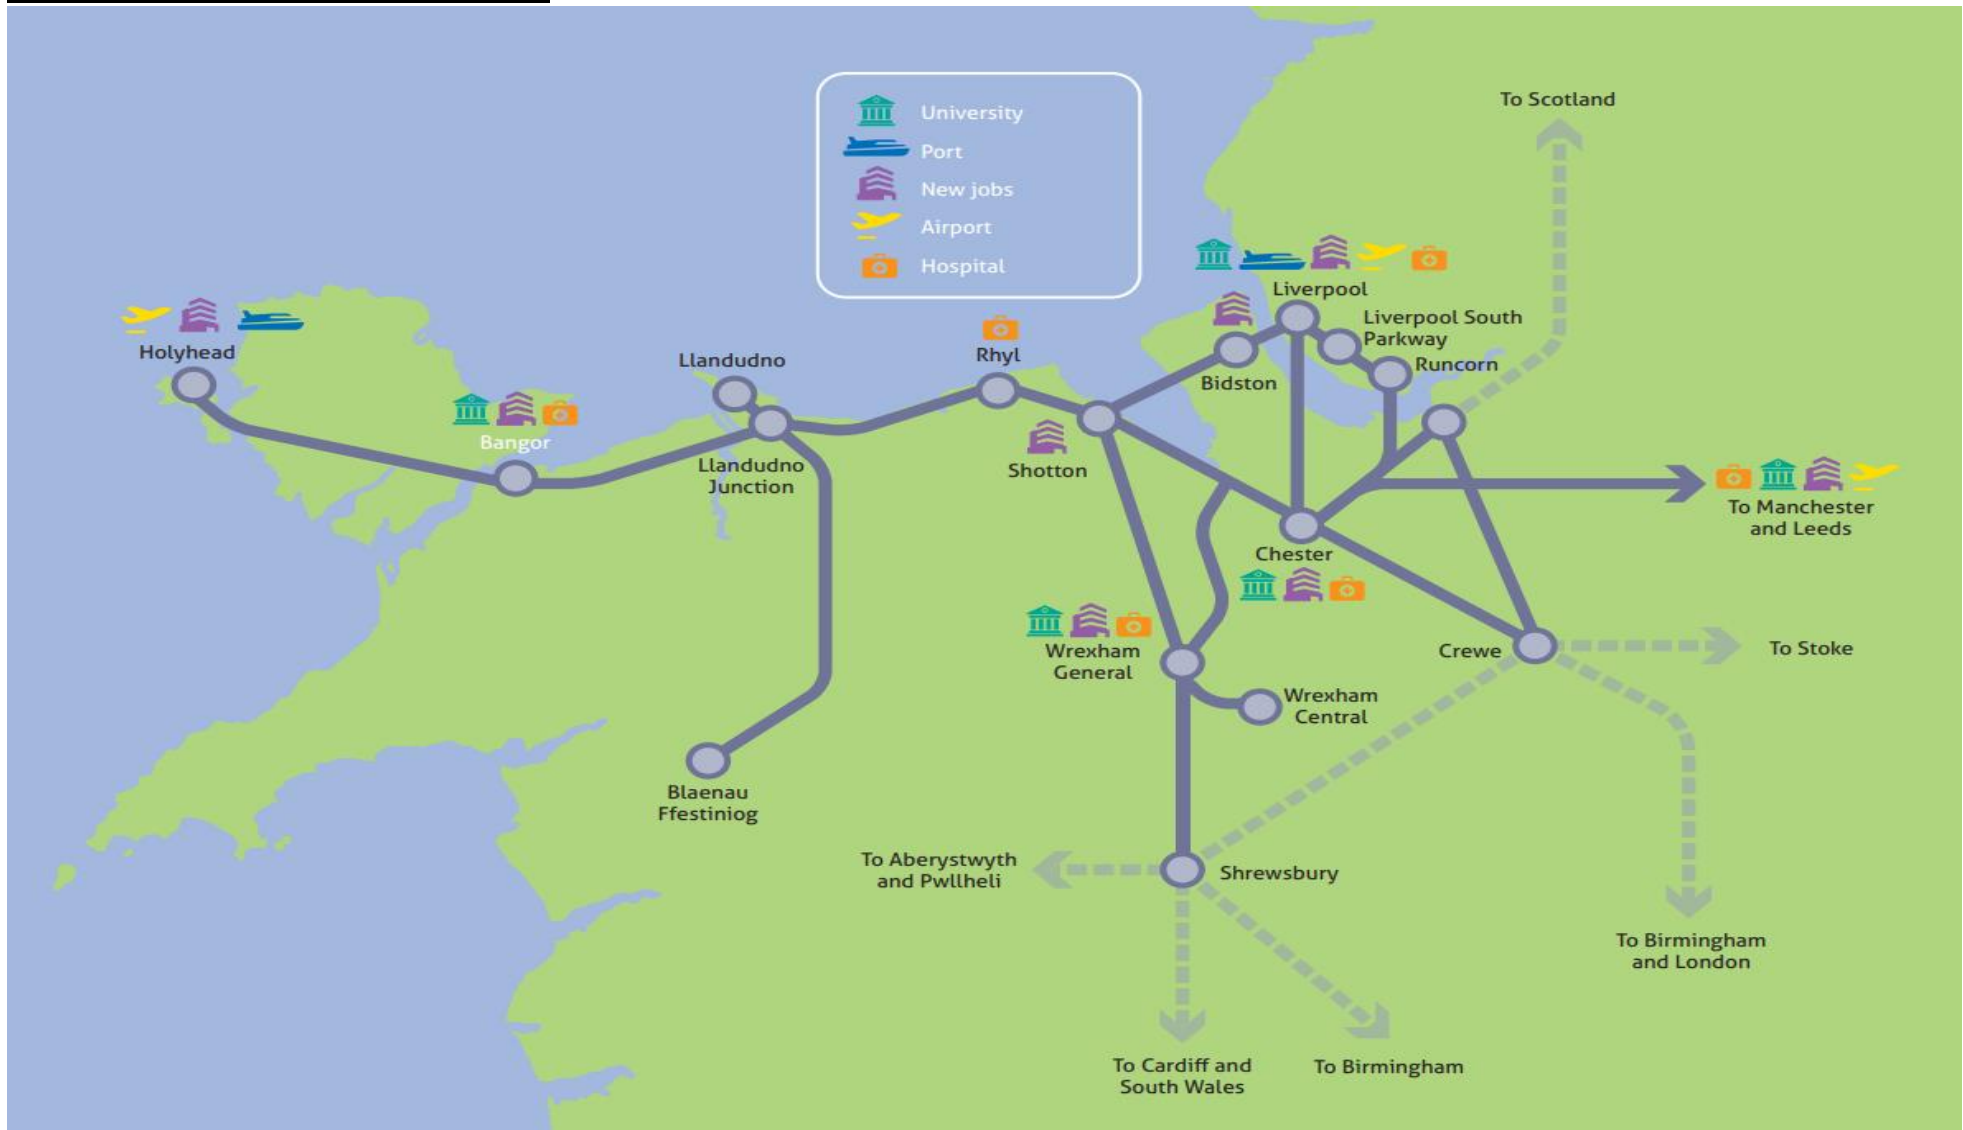 University
Port
New jobs
Airport
Hospital
To Scotland
Liverpool
Liverpool South
Parkway
Runcorn
Bidston
Holyhead
Llandudno
Rhyl
Bangor
Llandudno
Junction
Shotton
To Manchester
and Leeds
Chester
Wrexham
General
Crewe
To Stoke
Wrexham
Central
Blaenau
Ffestiniog
To Aberystwyth
and Pwllheli
Shrewsbury
To Birmingham
and London
To Cardiff and
South Wales
To Birmingham